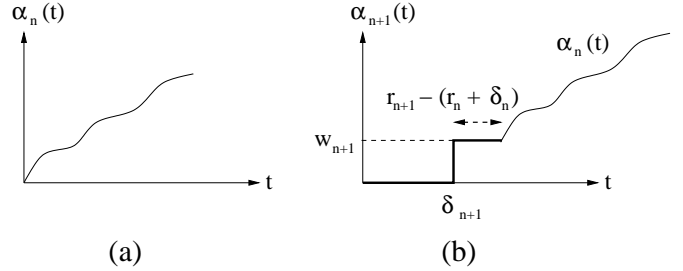 α_n (t)
t
(a)
α_{n+1}(t)
α_n (t)
r_{n+1} − (r_n + δ_n)
w_{n+1}
t
δ_{n+1}
(b)